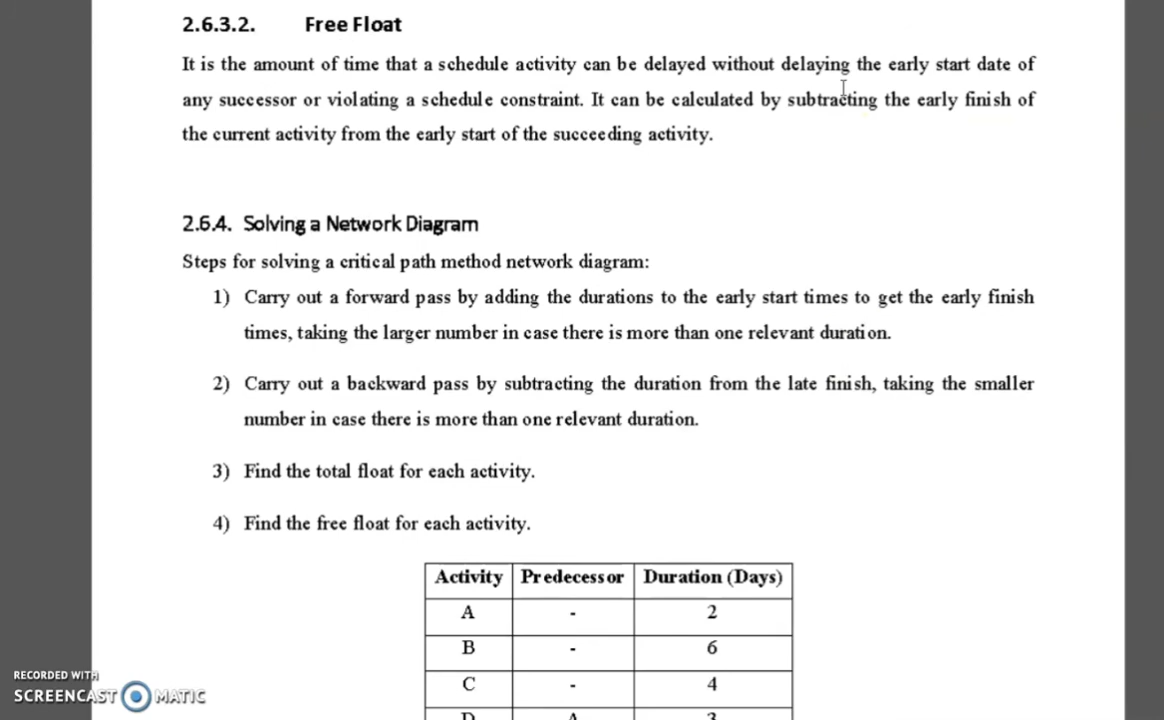 2.6.3.2. Free Float
It is the amount of time that a schedule activity can be delayed without delaying the early start date of
any successor or violating a schedule constraint. It can be calculated by subtracting the early finish of
the current activity from the early start of the succeeding activity.
2.6.4. Solving a Network Diagram
Steps for solving a critical path method network diagram:
1) Carry out a forward pass by adding the durations to the early start times to get the early finish
times, taking the larger number in case there is more than one relevant duration.
2) Carry out a backward pass by subtracting the duration from the late finish, taking the smaller
number in case there is more than one relevant duration.
3) Find the total float for each activity.
4) Find the free float for each activity.
Activity Predecessor Duration (Days)
A - 2
B - 6
C - 4
D A 3
RECORDED WITH
SCREENCAST MATIC